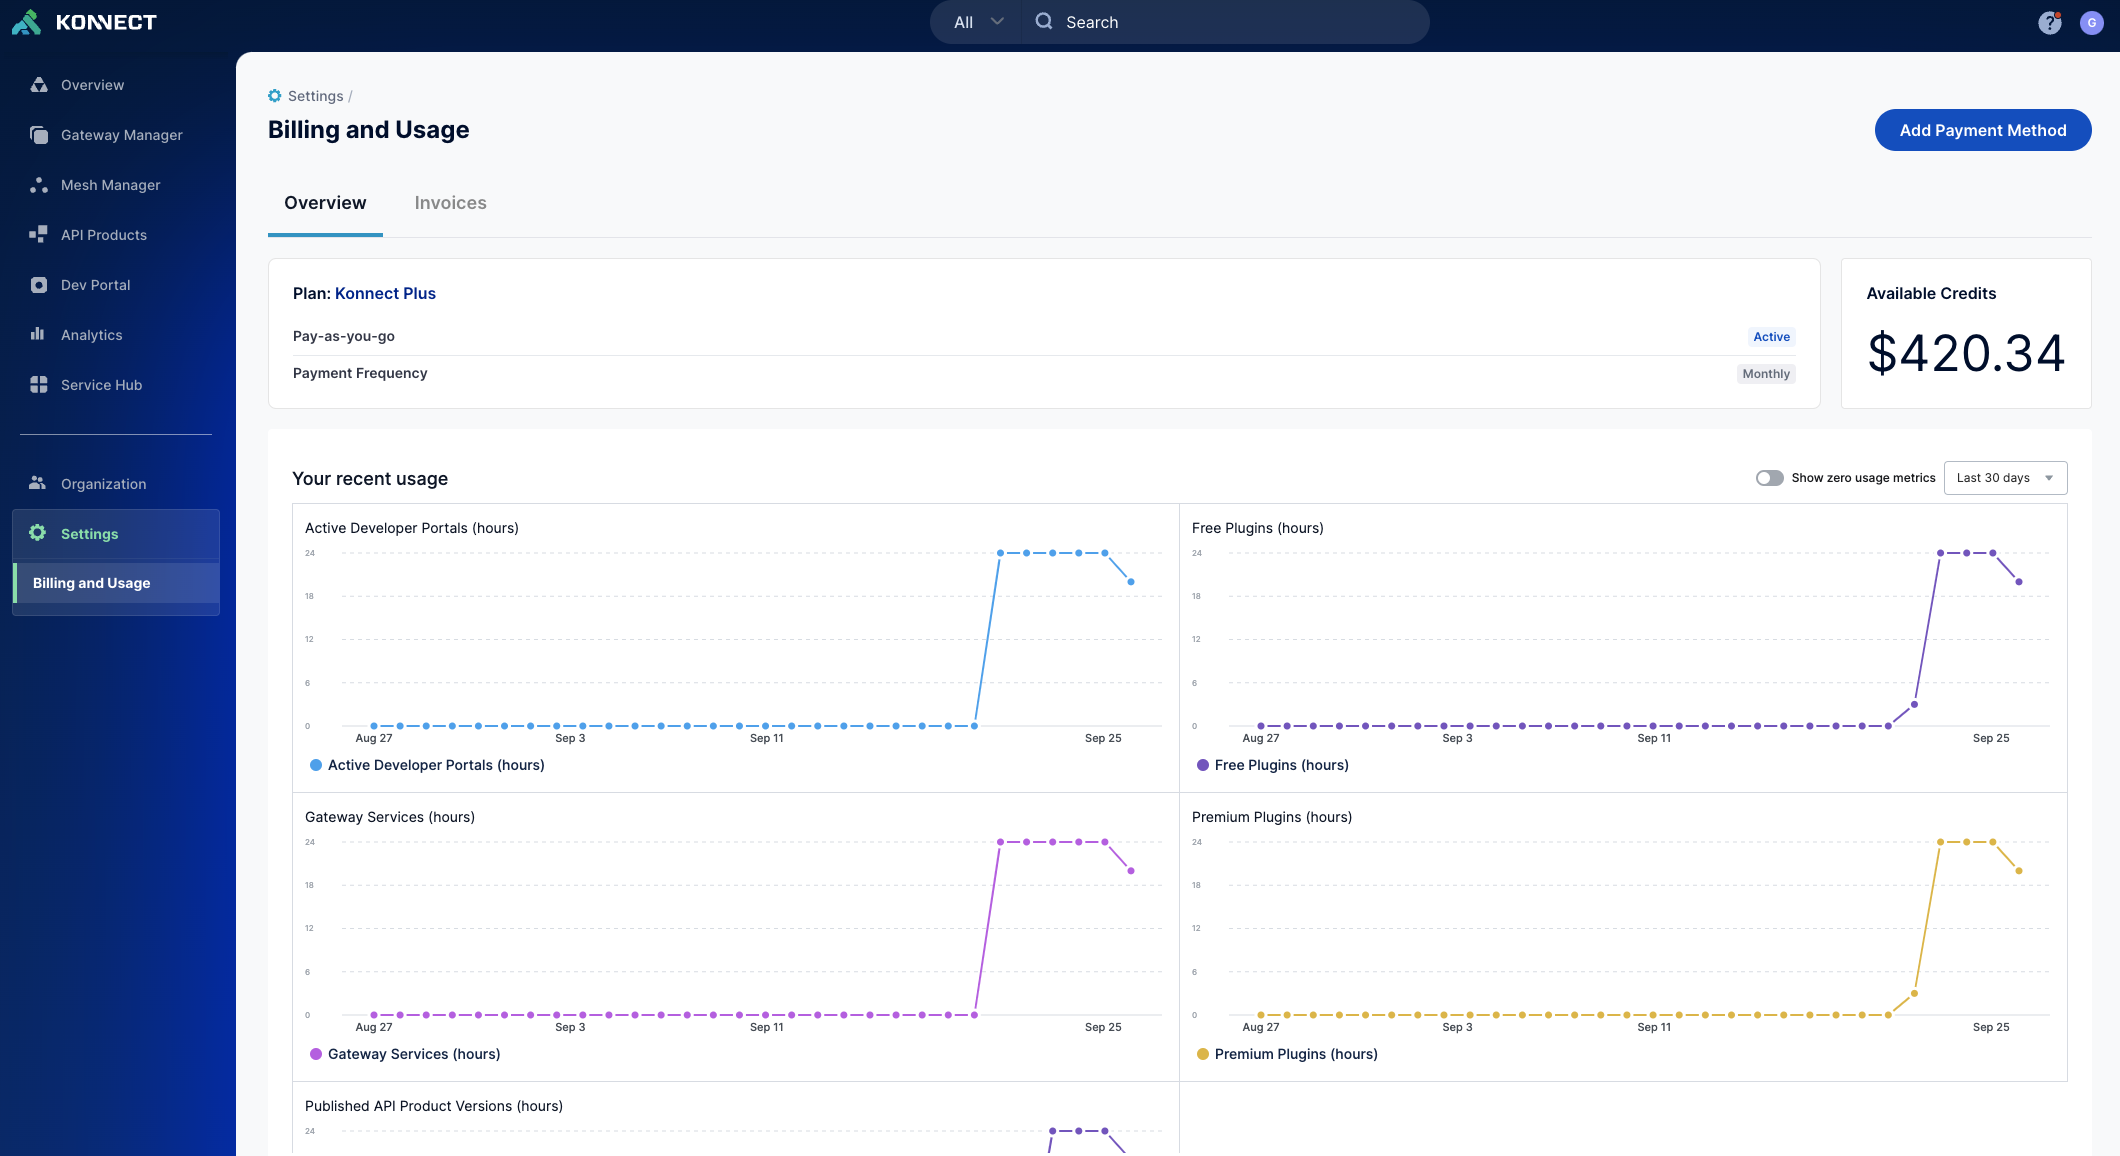 KONNECT
All
Search
?
G
Overview
Gateway Manager
Mesh Manager
API Products
Dev Portal
Analytics
Service Hub
Organization
Settings
Billing and Usage
Settings /
Billing and Usage
Add Payment Method
Overview
Invoices
Plan: Konnect Plus
Pay-as-you-go
Active
Payment Frequency
Monthly
Available Credits
$420.34
Your recent usage
Show zero usage metrics
Last 30 days
Active Developer Portals (hours)
24
18
12
6
0
Aug 27
Sep 3
Sep 11
Sep 25
Active Developer Portals (hours)
Free Plugins (hours)
24
18
12
6
0
Aug 27
Sep 3
Sep 11
Sep 25
Free Plugins (hours)
Gateway Services (hours)
24
18
12
6
0
Aug 27
Sep 3
Sep 11
Sep 25
Gateway Services (hours)
Premium Plugins (hours)
24
18
12
6
0
Aug 27
Sep 3
Sep 11
Sep 25
Premium Plugins (hours)
Published API Product Versions (hours)
24